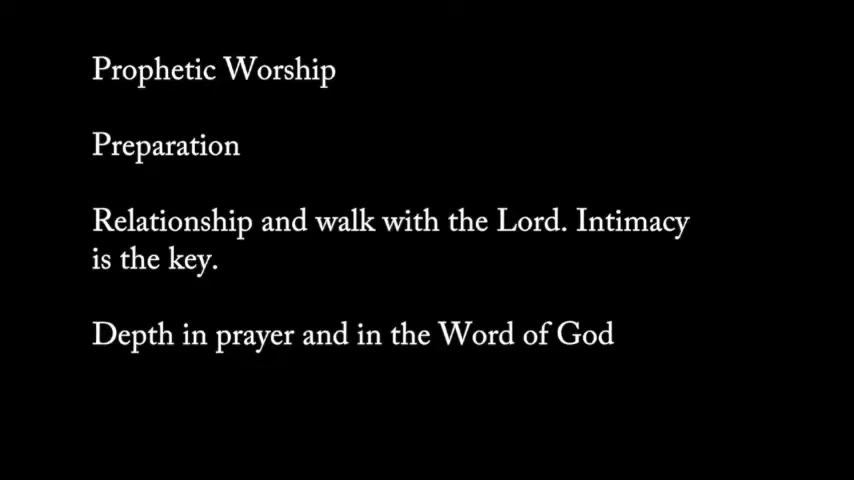 Prophetic Worship
Preparation
Relationship and walk with the Lord. Intimacy
is the key.
Depth in prayer and in the Word of God